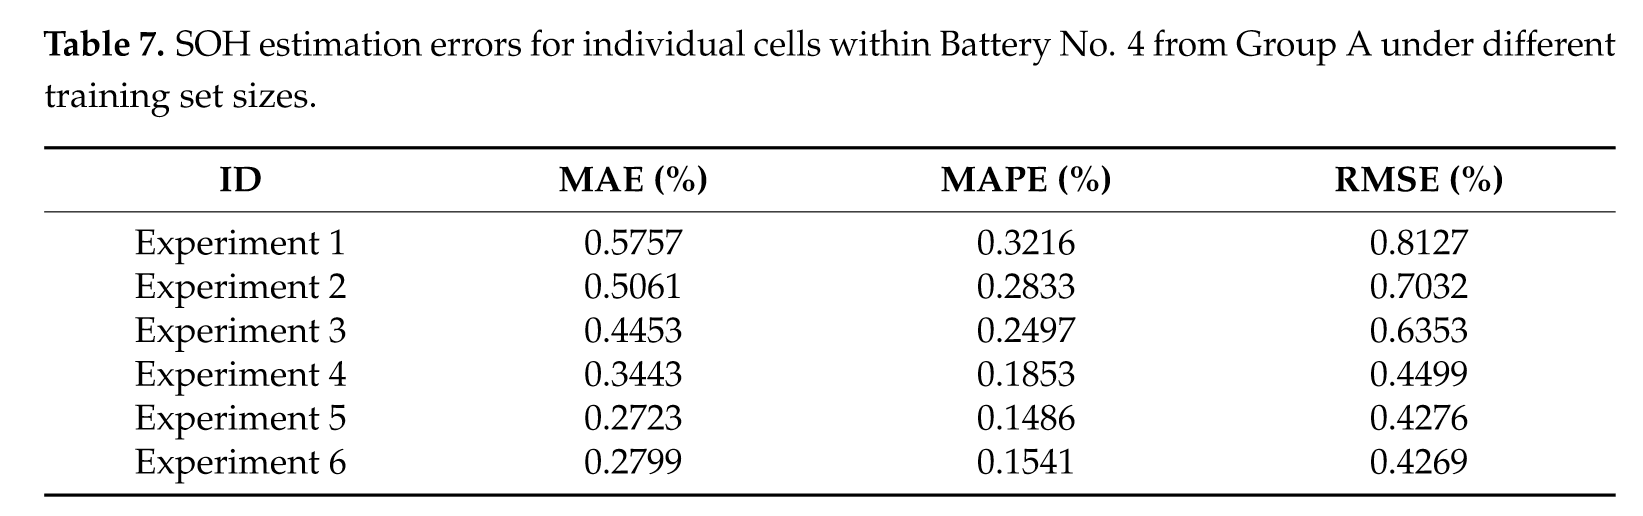 Table 7. SOH estimation errors for individual cells within Battery No. 4 from Group A under different
training set sizes.
ID MAE (%) MAPE (%) RMSE (%)
Experiment 1 0.5757 0.3216 0.8127
Experiment 2 0.5061 0.2833 0.7032
Experiment 3 0.4453 0.2497 0.6353
Experiment 4 0.3443 0.1853 0.4499
Experiment 5 0.2723 0.1486 0.4276
Experiment 6 0.2799 0.1541 0.4269